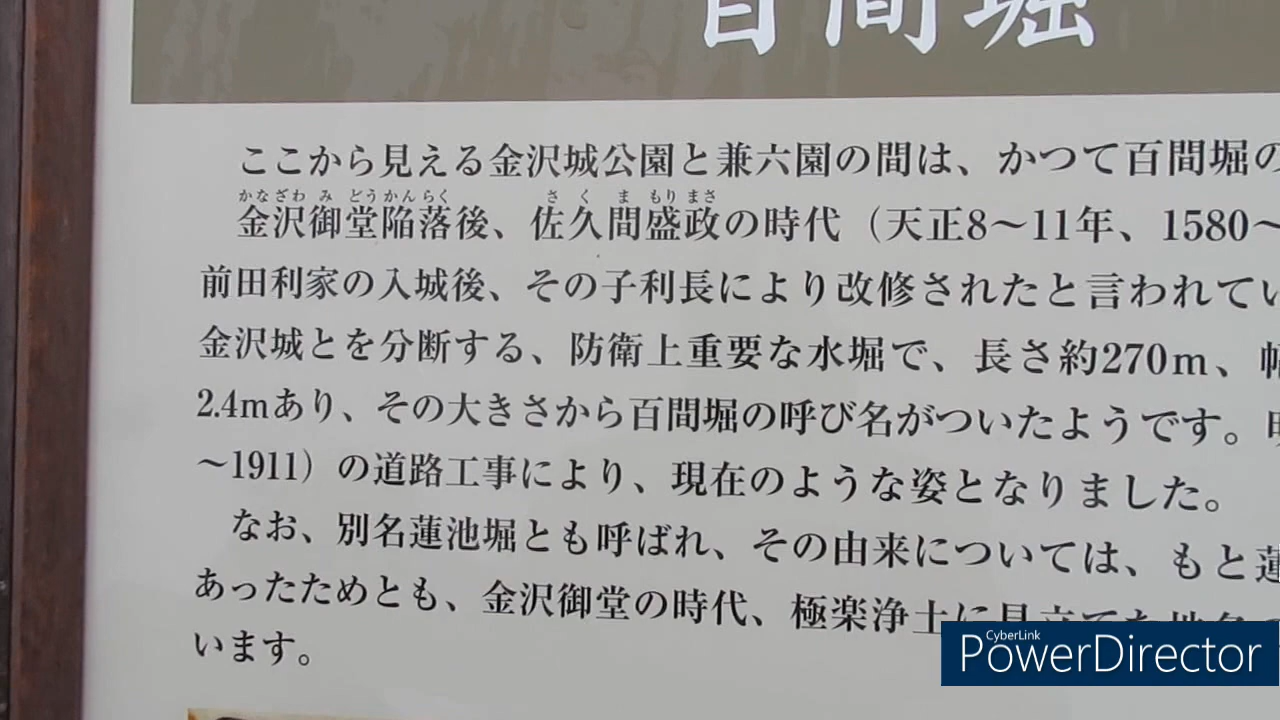 百間堀
ここから見える金沢城公園と兼六園の間は、かつて百間堀の
かなざわ み どうかんらく さ く ま もり まさ
金沢御堂陥落後、佐久間盛政の時代（天正8〜11年、1580〜
前田利家の入城後、その子利長により改修されたと言われてい
金沢城とを分断する、防衛上重要な水堀で、長さ約270m、幅
2.4mあり、その大きさから百間堀の呼び名がついたようです。明
〜1911）の道路工事により、現在のような姿となりました。
なお、別名蓮池堀とも呼ばれ、その由来については、もと蓮
あったためとも、金沢御堂の時代、極楽浄土に見立てた地名
います。
CyberLink
PowerDirector